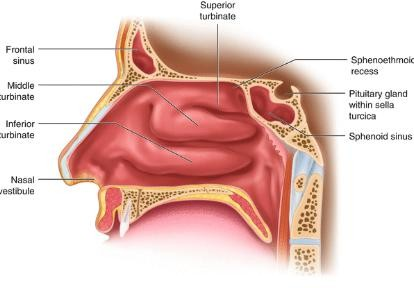 Superior
turbinate
Frontal
sinus
Middle
turbinate
Inferior
turbinate
Nasal
vestibule
Sphenoethmoid
recess
Pituitary gland
within sella
turcica
Sphenoid sinus